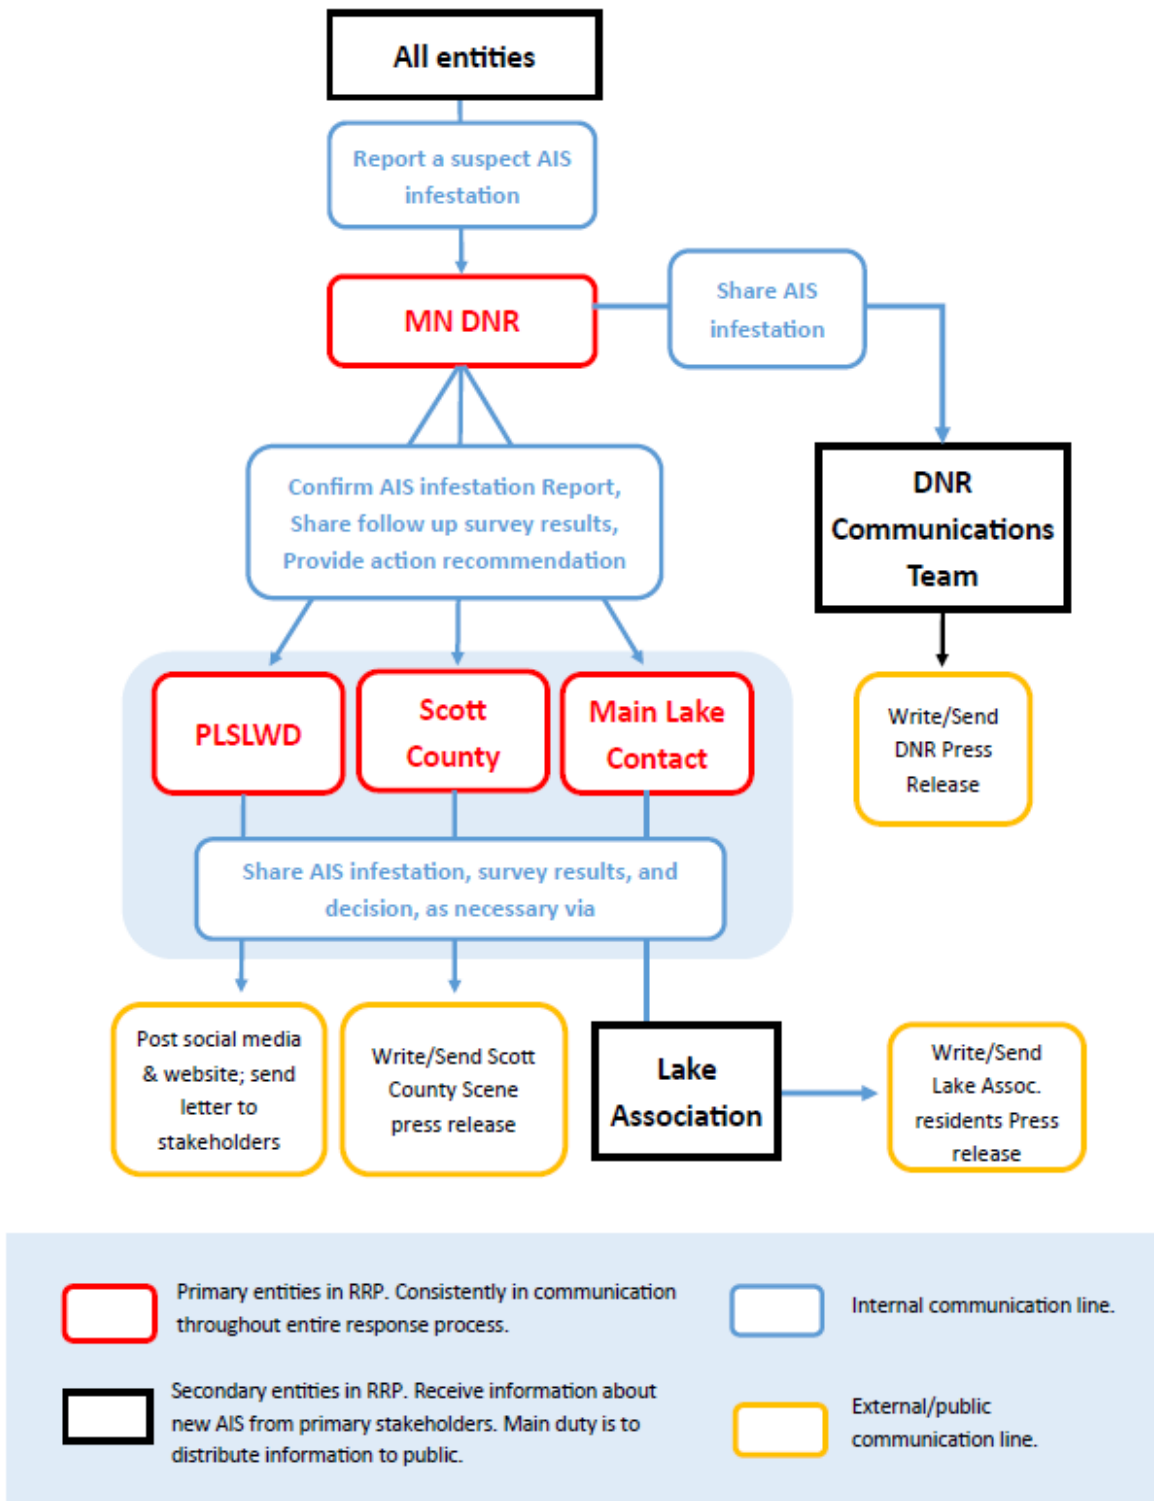 All entities
Report a suspect AIS
infestation
MN DNR
Share AIS
infestation
Confirm AIS infestation Report,
Share follow up survey results,
Provide action recommendation
DNR
Communications
Team
PLSLWD
Scott
County
Main Lake
Contact
Write/Send
DNR Press
Release
Share AIS infestation, survey results, and
decision, as necessary via
Post social media
& website; send
letter to
stakeholders
Write/Send Scott
County Scene
press release
Lake
Association
Write/Send
Lake Assoc.
residents Press
release
Primary entities in RRP. Consistently in communication
throughout entire response process.
Internal communication line.
Secondary entities in RRP. Receive information about
new AIS from primary stakeholders. Main duty is to
distribute information to public.
External/public
communication line.